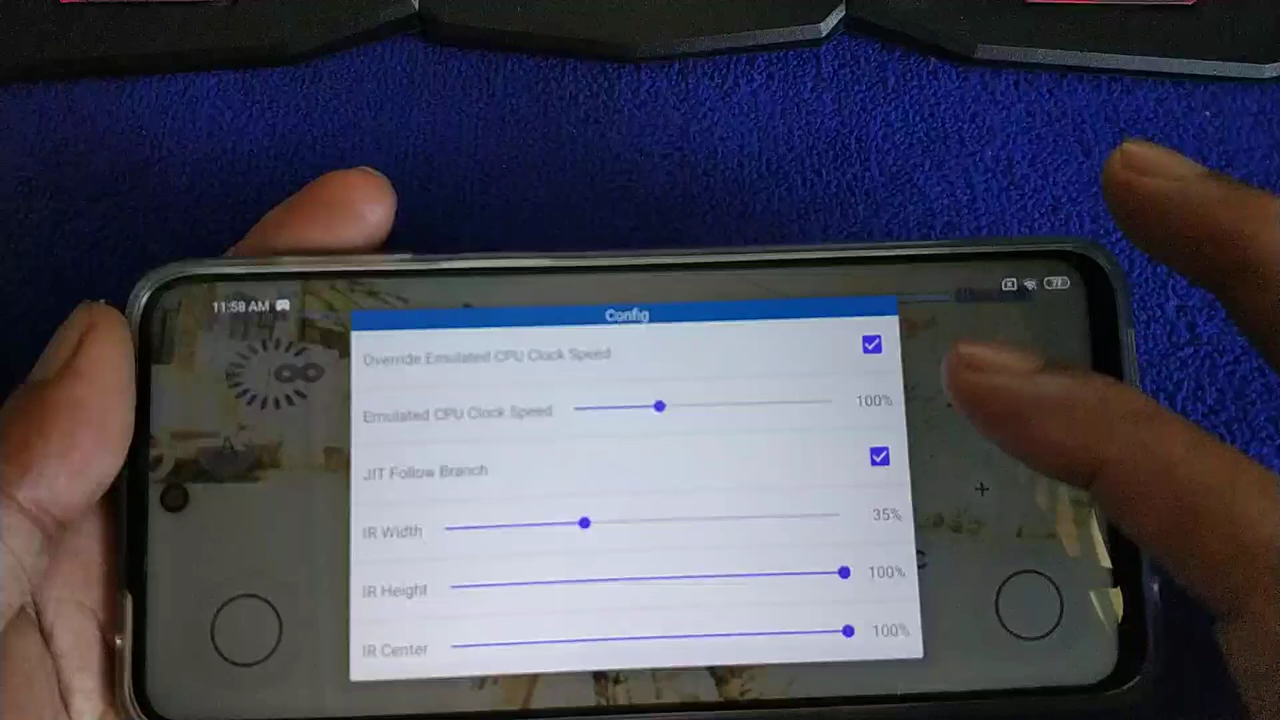 11:58 AM
77
Config
Override Emulated CPU Clock Speed
Emulated CPU Clock Speed 100%
JIT Follow Branch
IR Width 35%
IR Height 100%
IR Center 100%